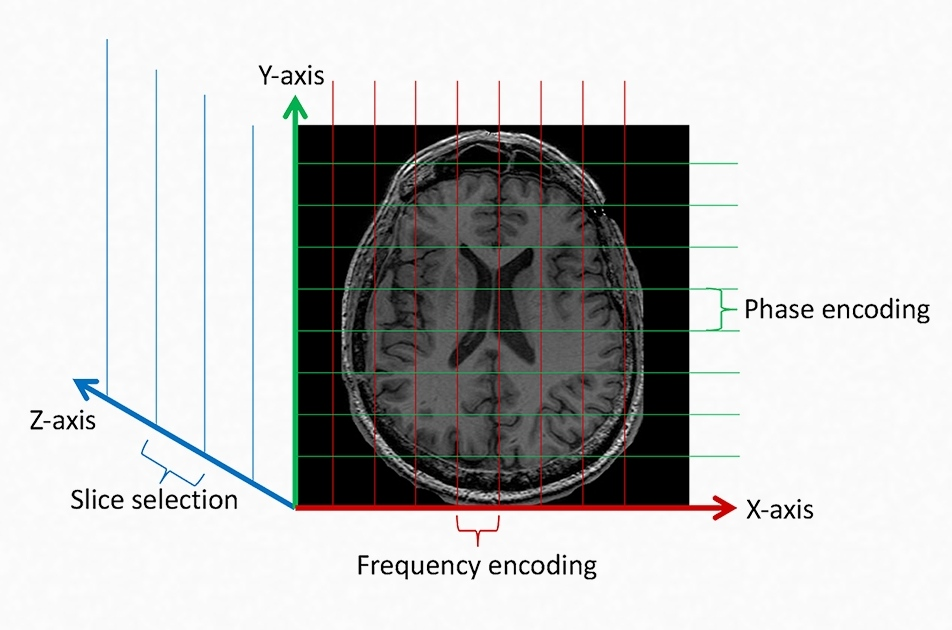 Y-axis
Phase encoding
Z-axis
Slice selection
X-axis
Frequency encoding